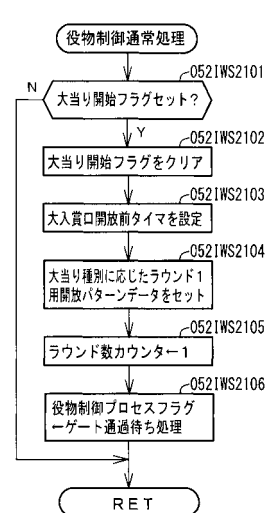 役物制御通常処理
052IWS2101
N
大当り開始フラグセット?
Y
052IWS2102
大当り開始フラグをクリア
052IWS2103
大入賞口開放前タイマを設定
052IWS2104
大当り種別に応じたラウンド1
用開放パターンデータをセット
052IWS2105
ラウンド数カウンタ←1
052IWS2106
役物制御プロセスフラグ
←ゲート通過待ち処理
RET